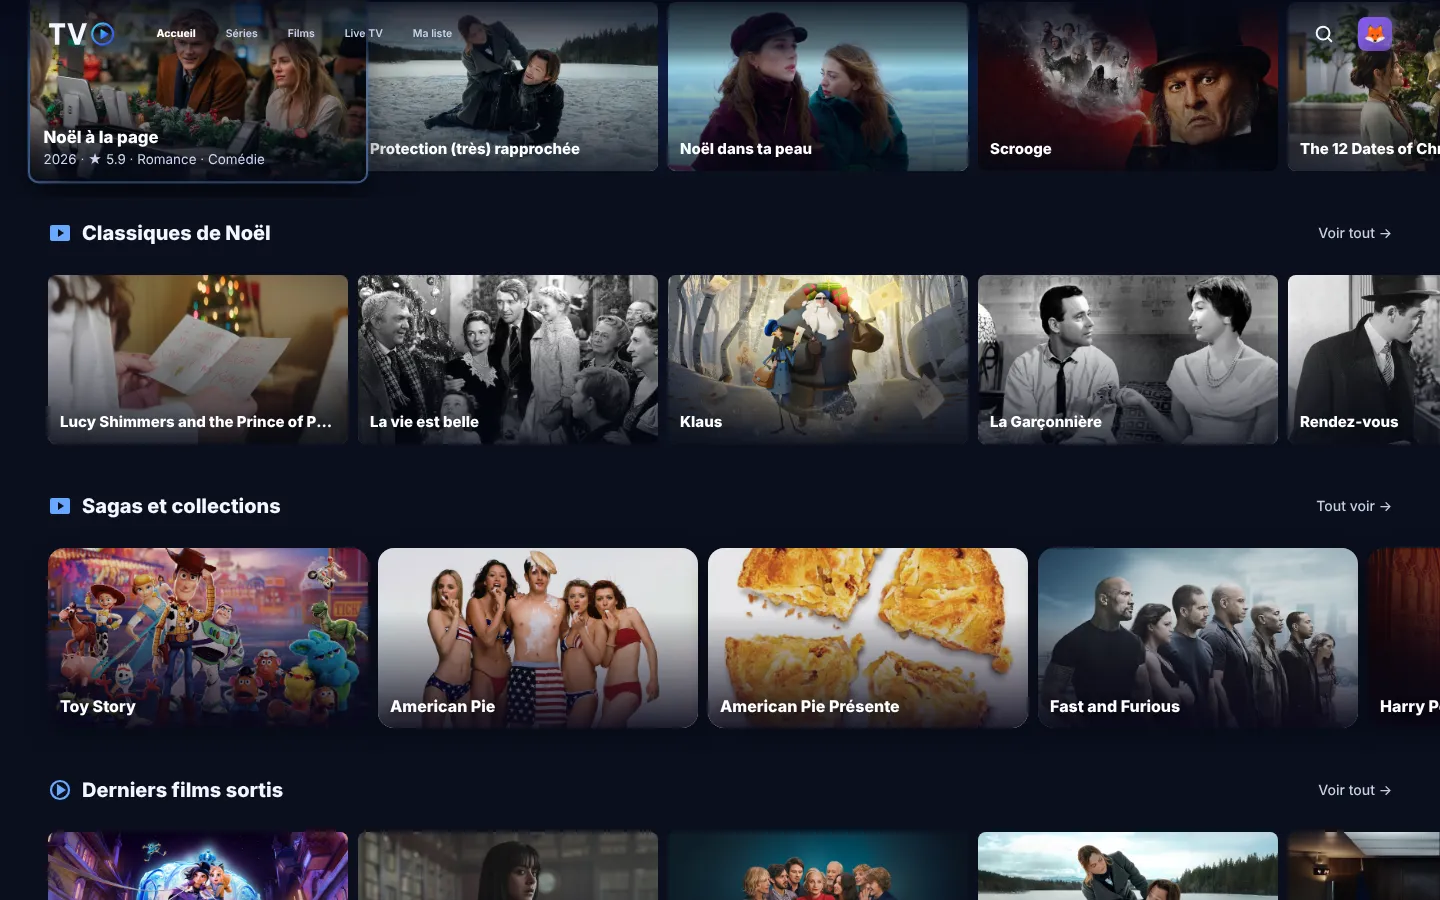 TV
Accueil
Séries
Films
Live TV
Ma liste
Noël à la page
2026 · ★ 5.9 · Romance · Comédie
Protection (très) rapprochée
Noël dans ta peau
Scrooge
The 12 Dates of Chr
Classiques de Noël
Voir tout →
Lucy Shimmers and the Prince of P...
La vie est belle
Klaus
La Garçonnière
Rendez-vous
Sagas et collections
Tout voir →
Toy Story
American Pie
American Pie Présente
Fast and Furious
Harry P
Derniers films sortis
Voir tout →